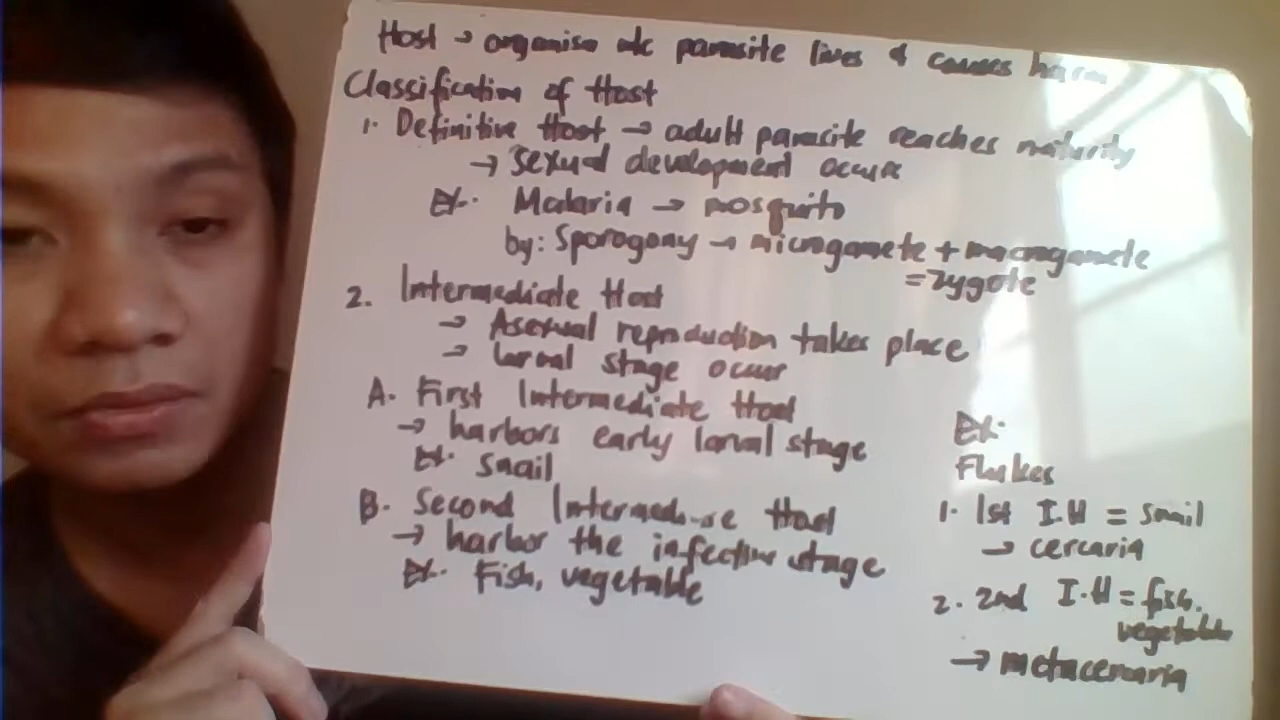 Host → organism wc parasite lives & causes harm
Classification of Host
1. Definitive Host → adult parasite reaches maturity
→ sexual development occur
Ex. Malaria → mosquito
by: Sporogony → microgamete + macrogamete
= zygote
2. Intermediate Host
→ Asexual reproduction takes place
→ larval stage occur
A. First Intermediate Host
→ harbors early larval stage
Ex. snail
B. Second Intermediate Host
→ harbor the infective stage
Ex. Fish, vegetable
Ex.
Flukes
1. 1st I.H = snail
→ cercaria
2. 2nd I.H = fish,
vegetable
→ metacercaria